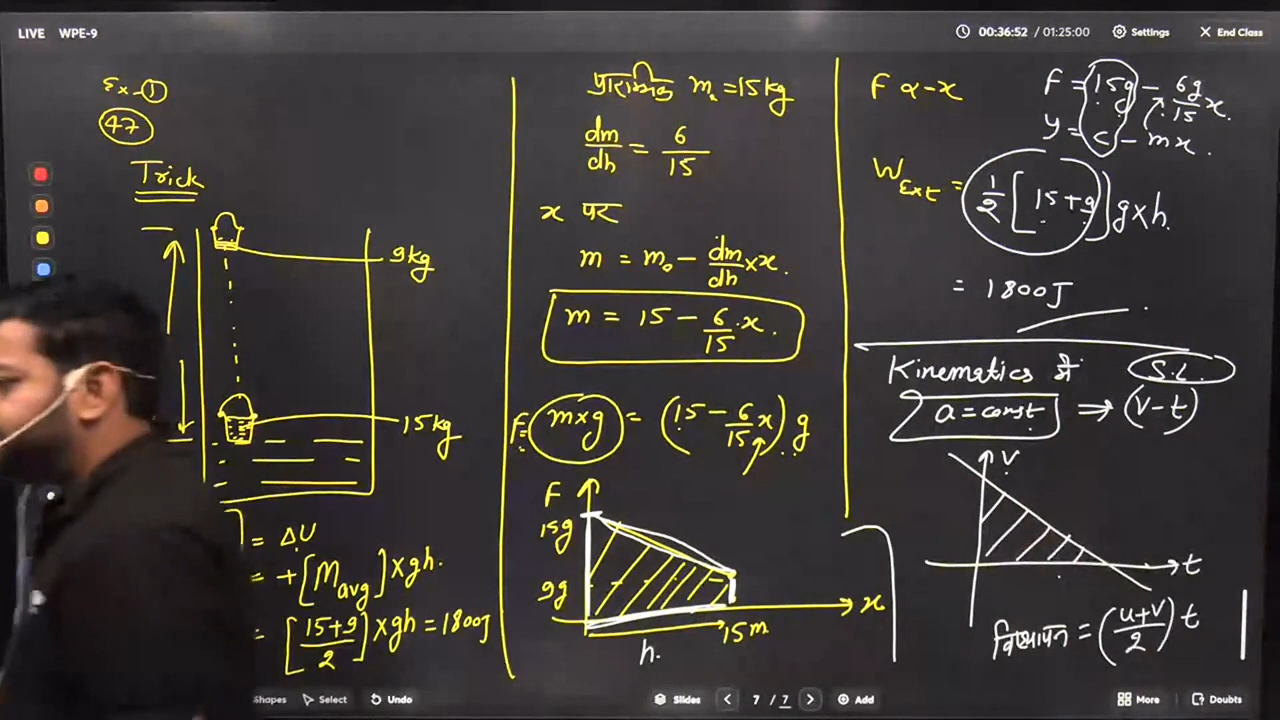 LIVE WPE-9
00:36:52 / 01:25:00 Settings End Class
Ex-①
47
Trick
9kg
15kg
= ΔU
= +[Mavg]×gh.
= [15+9/2]×gh = 1800J
प्रारम्भिक m₀ = 15kg
dm/dh = 6/15
x पर
m = m₀ - dm/dh × x.
m = 15 - 6/15 . x.
F = m×g = (15 - 6/15 x) g
F
15g
9g
x
15m
h.
F α -x
F = 15g - 6g/15 x.
y = c - mx.
WExt = 1/2 [15+9] g×h.
= 1800J
Kinematics में S.L.
a = const ⇒ (v-t)
v
t
विस्थापन = (u+v/2) t
Shapes Select Undo Slides 7 / 7 Add More Doubts